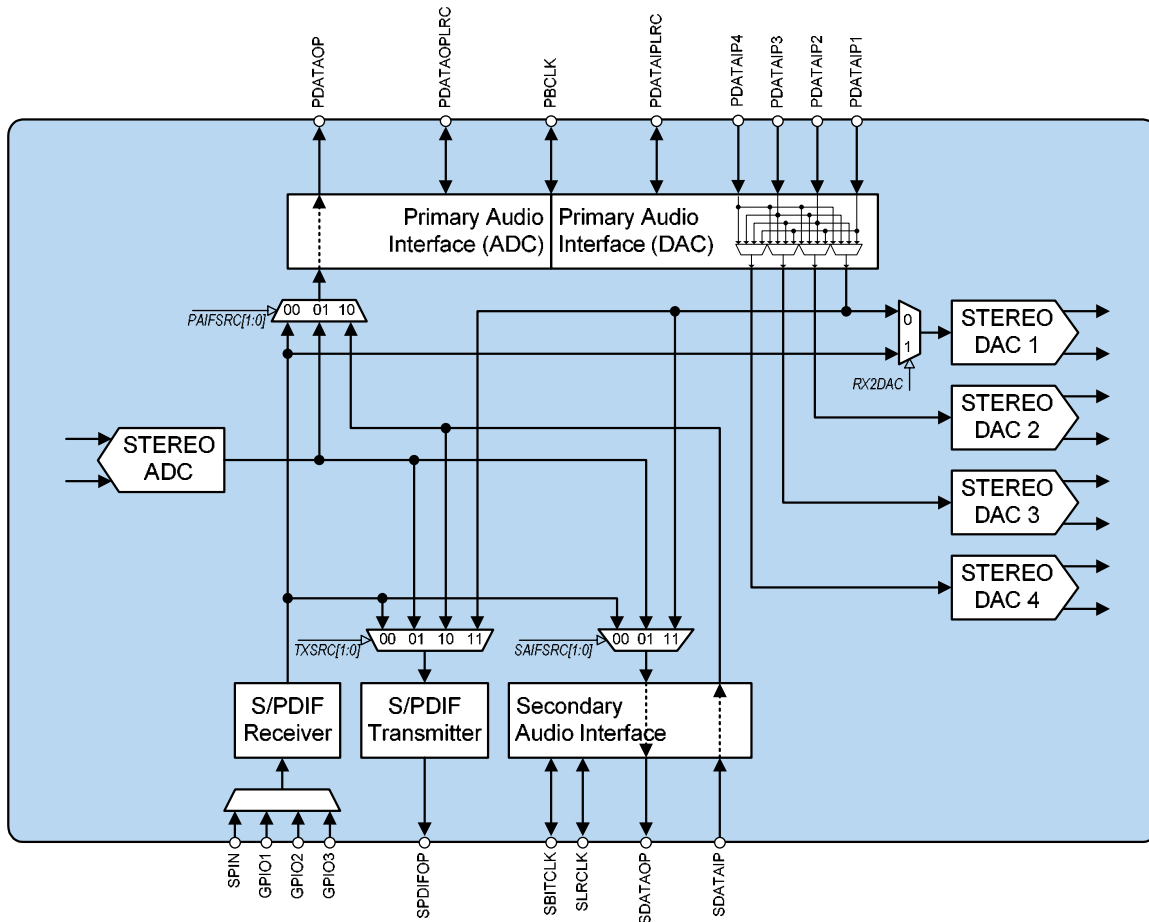 PDATAOP
PDATAOPLRC
PBCLK
PDATAIPLRC
PDATAIP4
PDATAIP3
PDATAIP2
PDATAIP1
Primary Audio
Interface (ADC)
Primary Audio
Interface (DAC)
PAIFSRC[1:0]
00 01 10
0
1
RX2DAC
STEREO
DAC 1
STEREO
DAC 2
STEREO
ADC
STEREO
DAC 3
STEREO
DAC 4
TXSRC[1:0]
00 01 10 11
SAIFSRC[1:0]
00 01 11
S/PDIF
Receiver
S/PDIF
Transmitter
Secondary
Audio Interface
SPIN
GPIO1
GPIO2
GPIO3
SPDIFOP
SBITCLK
SLRCLK
SDATAOP
SDATAIP